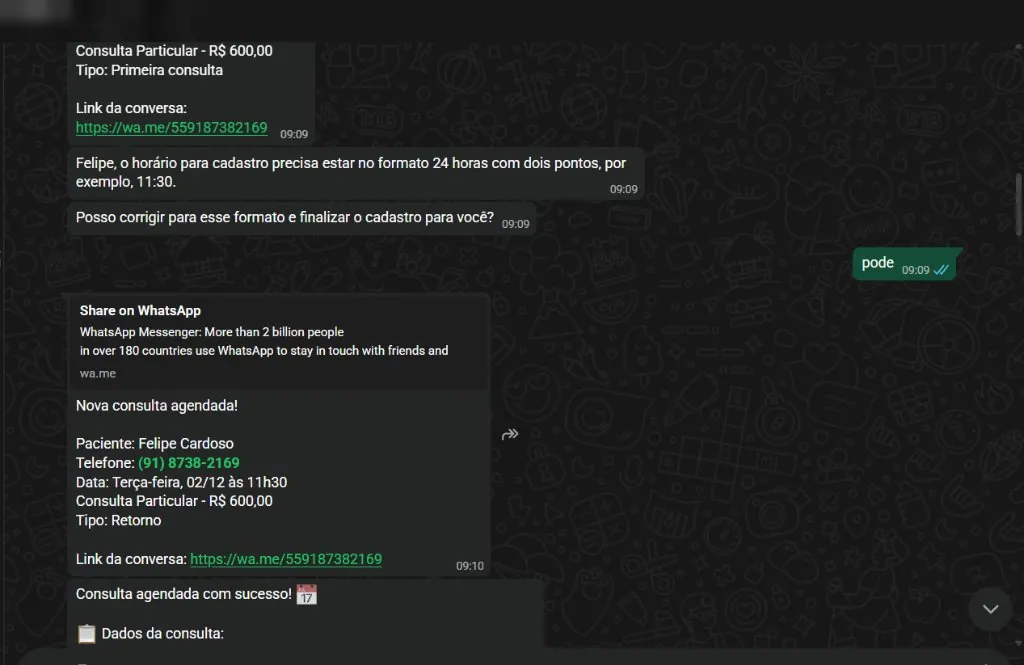 Consulta Particular - R$ 600,00
Tipo: Primeira consulta
Link da conversa:
https://wa.me/559187382169 09:09
Felipe, o horário para cadastro precisa estar no formato 24 horas com dois pontos, por
exemplo, 11:30.
09:09
Posso corrigir para esse formato e finalizar o cadastro para você? 09:09
pode 09:09
Share on WhatsApp
WhatsApp Messenger: More than 2 billion people
in over 180 countries use WhatsApp to stay in touch with friends and
wa.me
Nova consulta agendada!
Paciente: Felipe Cardoso
Telefone: (91) 8738-2169
Data: Terça-feira, 02/12 às 11h30
Consulta Particular - R$ 600,00
Tipo: Retorno
Link da conversa: https://wa.me/559187382169
09:10
Consulta agendada com sucesso! 📅
📋 Dados da consulta: